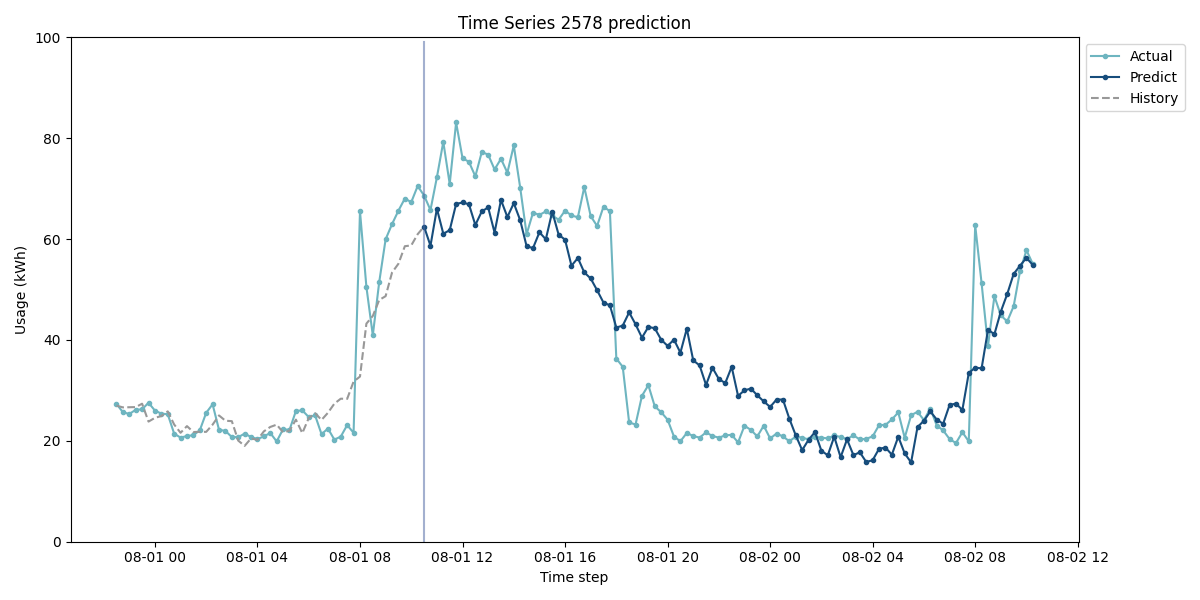 Time Series 2578 prediction
100
80
60
40
20
0
Usage (kWh)
08-01 00
08-01 04
08-01 08
08-01 12
08-01 16
08-01 20
08-02 00
08-02 04
08-02 08
08-02 12
Time step
Actual
Predict
History